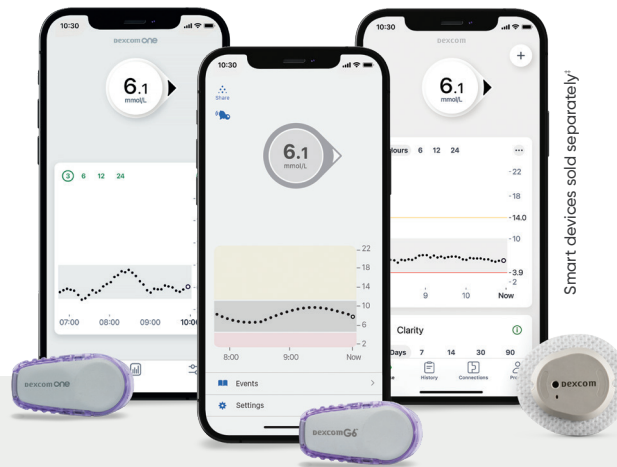 10:30
Dexcom ONE
6.1
mmol/L
3 6 12 24
07:00 08:00 09:00 10:00
Dexcom ONE
10:30
Share
6.1
mmol/L
22
18
14
10
6
2
8:00 9:00 Now
Events
Settings
Dexcom G6
10:30
Dexcom
+
6.1
mmol/L
6 12 24
22
18
14.0
10
3.9
2
9 10 Now
Clarity
Days 7 14 30 90
History Connections
Dexcom
Smart devices sold separately‡